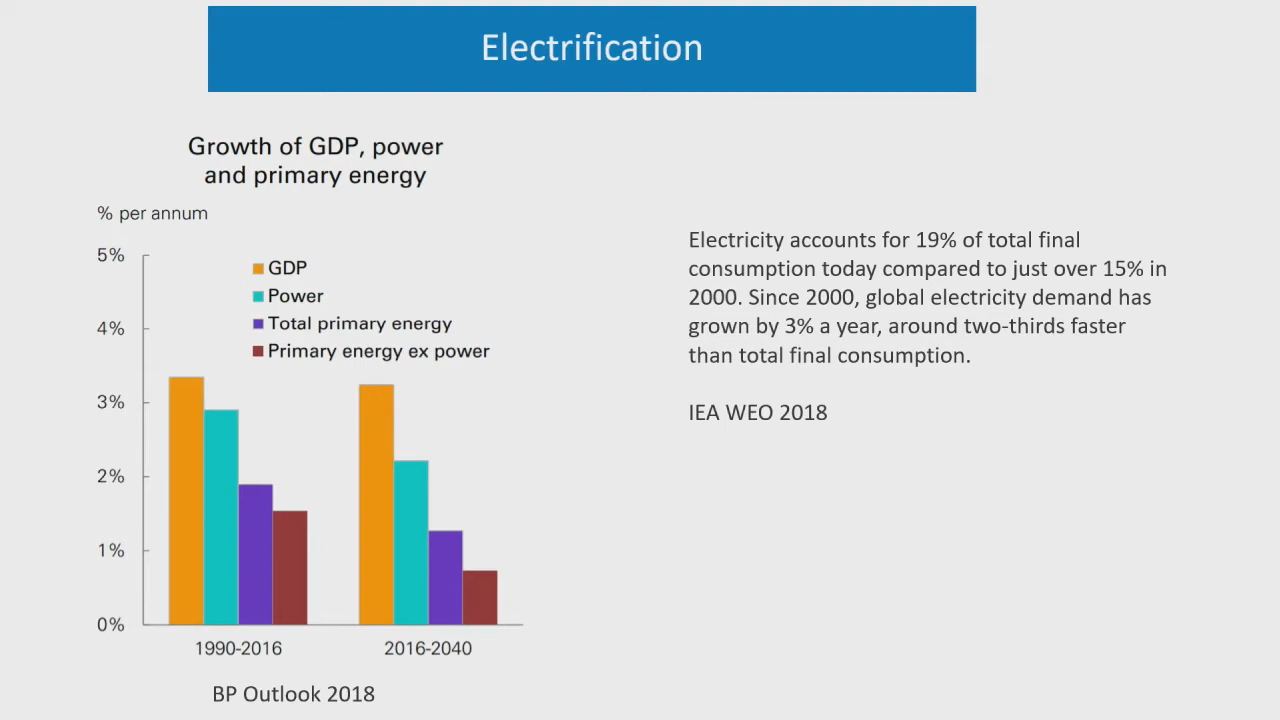 Electrification
Growth of GDP, power
and primary energy
% per annum
5%
4%
3%
2%
1%
0%
GDP
Power
Total primary energy
Primary energy ex power
1990-2016
2016-2040
BP Outlook 2018
Electricity accounts for 19% of total final
consumption today compared to just over 15% in
2000. Since 2000, global electricity demand has
grown by 3% a year, around two-thirds faster
than total final consumption.
IEA WEO 2018